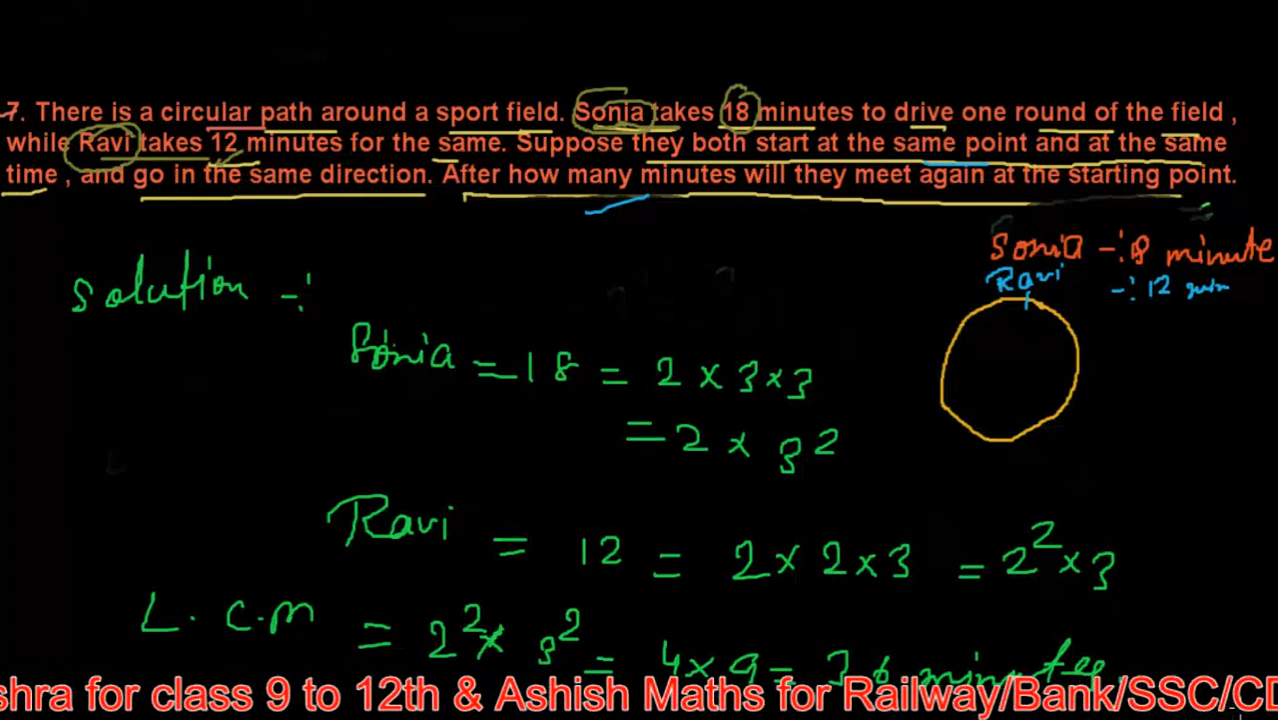 7. There is a circular path around a sport field. Sonia takes 18 minutes to drive one round of the field ,
while Ravi takes 12 minutes for the same. Suppose they both start at the same point and at the same
time , and go in the same direction. After how many minutes will they meet again at the starting point.
Sonia -: 8 minute
Ravi -: 12 min
Solution -:
Sonia = 18 = 2 × 3 × 3
= 2 × 3²
Ravi = 12 = 2 × 2 × 3 = 2² × 3
L.C.M = 2² × 3² = 4 × 9 = 36 minutes
shra for class 9 to 12th & Ashish Maths for Railway/Bank/SSC/CD